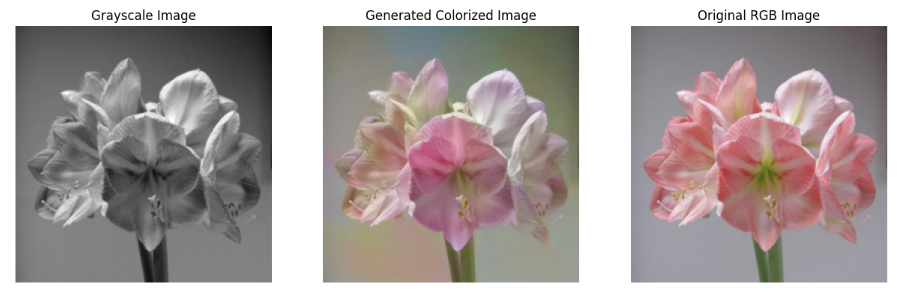 Grayscale Image
Generated Colorized Image
Original RGB Image